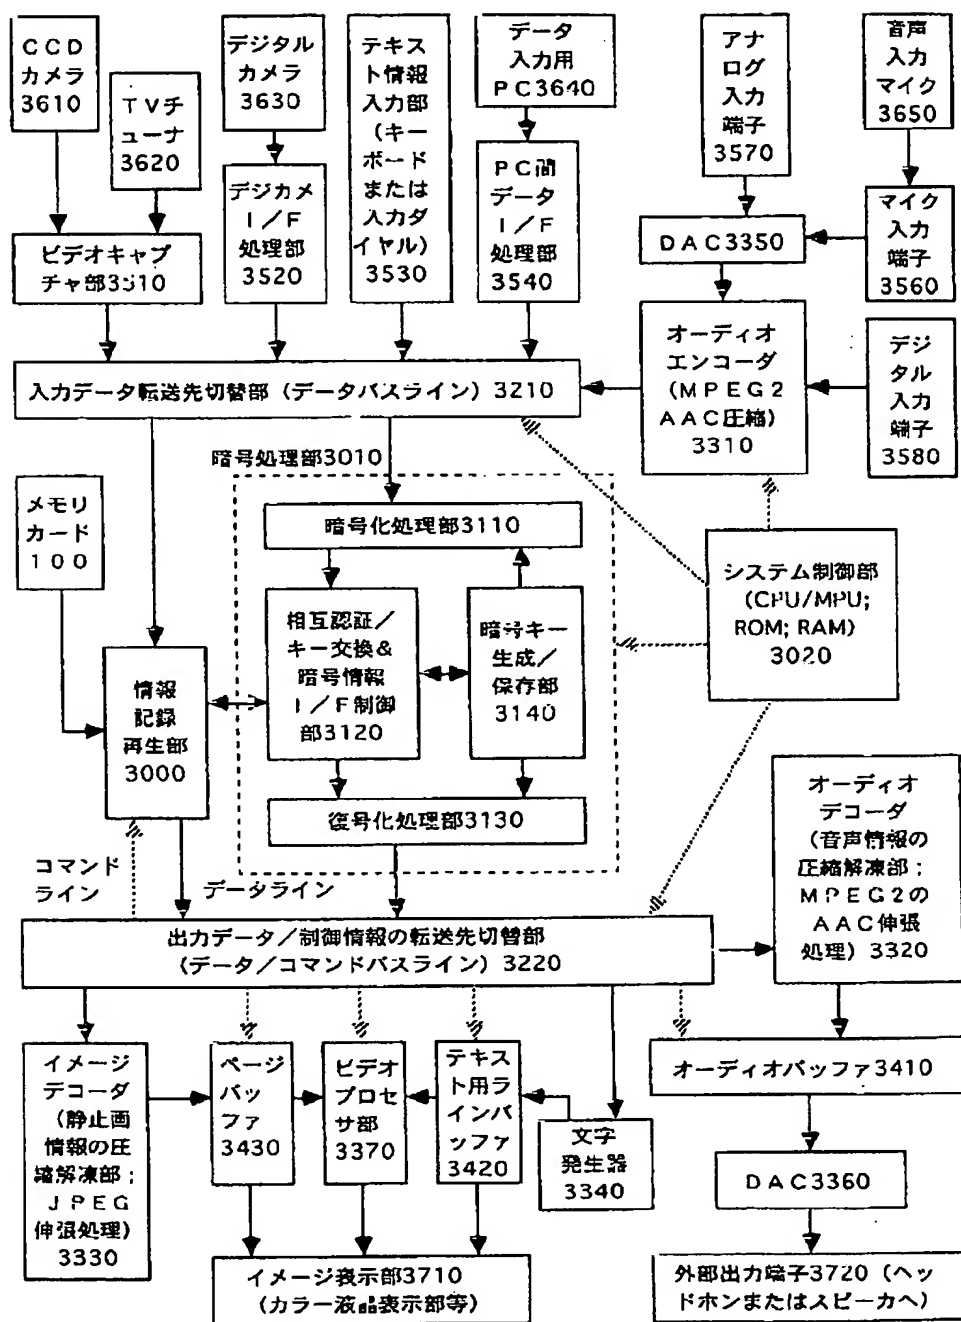 CCD
カメラ
3610
TVチ
ューナ
3620
デジタル
カメラ
3630
テキス
ト情報
入力部
(キー
ボード
または
入力ダ
イヤル)
3530
データ
入力用
PC3640
アナ
ログ
入力
端子
3570
音声
入力
マイク
3650
ビデオキャプ
チャ部3510
デジカメ
I/F
処理部
3520
PC間
データ
I/F
処理部
3540
DAC3350
マイク
入力
端子
3560
オーディオ
エンコーダ
(MPEG2
AAC圧縮)
3310
デジ
タル
入力
端子
3580
入力データ転送先切替部(データバスライン)3210
暗号処理部3010
メモリ
カード
100
暗号化処理部3110
相互認証/
キー交換&
暗号情報
I/F制御
部3120
暗号キー
生成/
保存部
3140
システム制御部
(CPU/MPU;
ROM; RAM)
3020
情報
記録
再生部
3000
復号化処理部3130
オーディオ
デコーダ
(音声情報の
圧縮解凍部;
MPEG2の
AAC伸張
処理)3320
コマンド
ライン
データライン
出力データ/制御情報の転送先切替部
(データ/コマンドバスライン)3220
イメージ
デコーダ
(静止画
情報の圧
縮解凍部;
JPEG
伸張処理)
3330
ページ
バッ
ファ
3430
ビデオ
プロセ
サ部
3370
テキス
ト用ラ
インバ
ッファ
3420
文字
発生器
3340
オーディオバッファ3410
DAC3360
イメージ表示部3710
(カラー液晶表示部等)
外部出力端子3720(ヘッ
ドホンまたはスピーカへ)